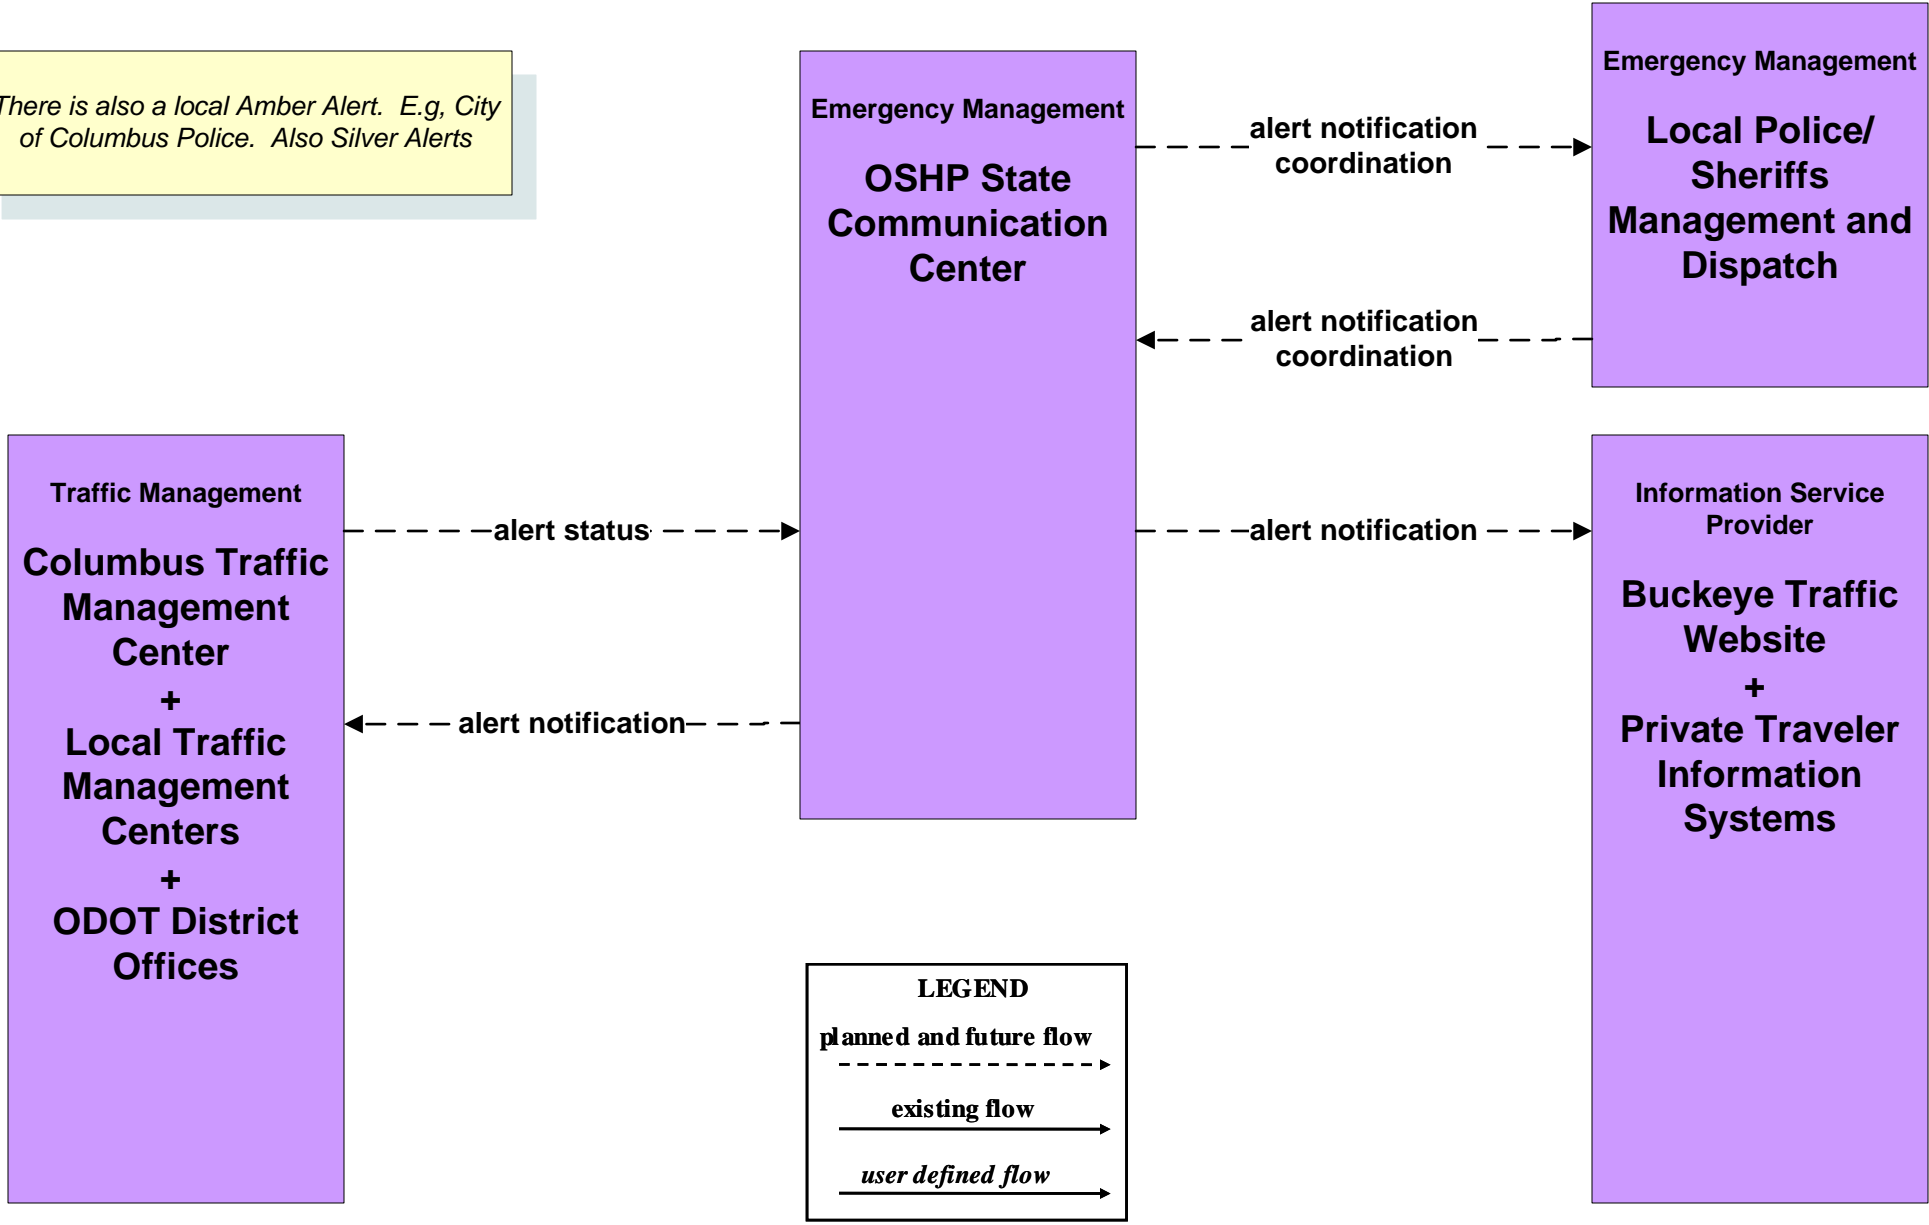 There is also a local Amber Alert. E.g, City
of Columbus Police. Also Silver Alerts
Emergency Management
OSHP State
Communication
Center
alert notification
coordination
Emergency Management
Local Police/
Sheriffs
Management and
Dispatch
alert notification
coordination
Traffic Management
Columbus Traffic
Management
Center
+
Local Traffic
Management
Centers
+
ODOT District
Offices
alert status
alert notification
alert notification
Information Service
Provider
Buckeye Traffic
Website
+
Private Traveler
Information
Systems
LEGEND
planned and future flow
existing flow
user defined flow